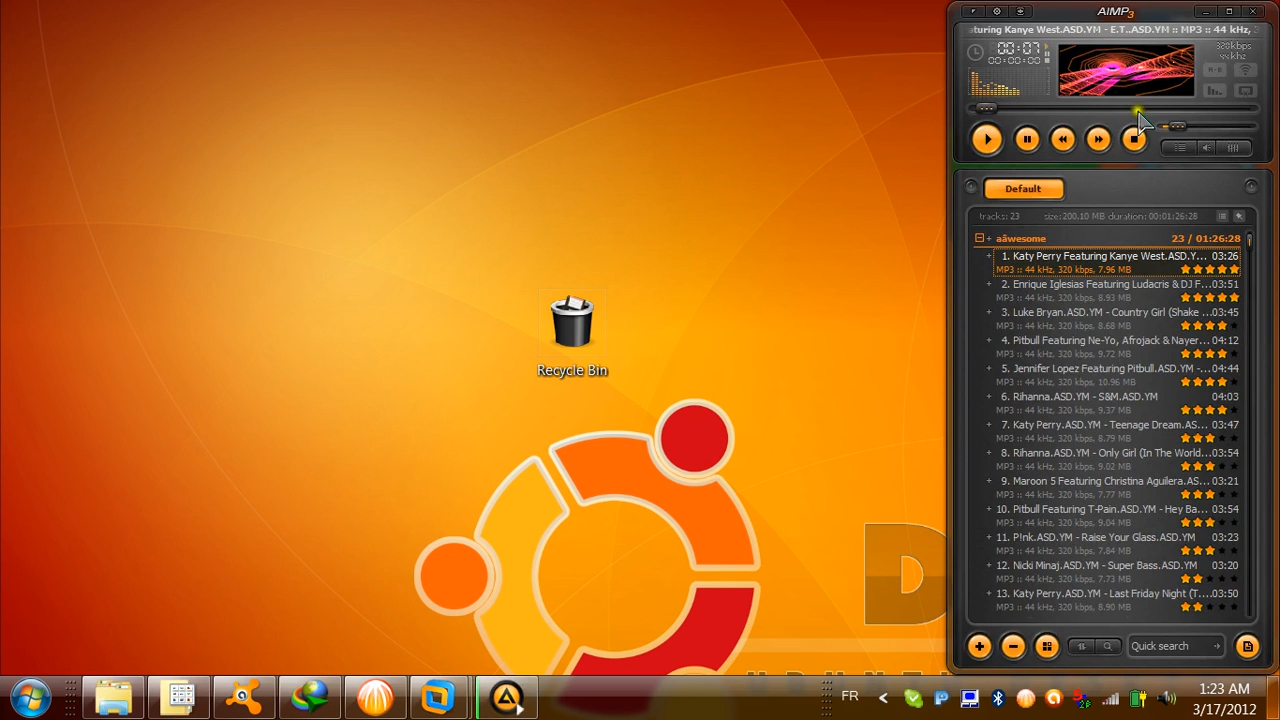 AIMP3
aturing Kanye West.ASD.YM - E.T..ASD.YM :: MP3 :: 44 kHz, 3
00:07
00:00:00
320kbps
44khz
A-B
Default
tracks: 23 size: 200.10 MB duration: 00:01:26:28
aäwesome 23 / 01:26:28
1. Katy Perry Featuring Kanye West.ASD.Y... 03:26
MP3 :: 44 kHz, 320 kbps, 7.96 MB
2. Enrique Iglesias Featuring Ludacris & DJ F... 03:51
MP3 :: 44 kHz, 320 kbps, 8.93 MB
3. Luke Bryan.ASD.YM - Country Girl (Shake ... 03:45
MP3 :: 44 kHz, 320 kbps, 8.68 MB
4. Pitbull Featuring Ne-Yo, Afrojack & Nayer... 04:12
MP3 :: 44 kHz, 320 kbps, 9.72 MB
5. Jennifer Lopez Featuring Pitbull.ASD.YM -... 04:44
MP3 :: 44 kHz, 320 kbps, 10.96 MB
6. Rihanna.ASD.YM - S&M.ASD.YM 04:03
MP3 :: 44 kHz, 320 kbps, 9.37 MB
7. Katy Perry.ASD.YM - Teenage Dream.AS... 03:47
MP3 :: 44 kHz, 320 kbps, 8.79 MB
8. Rihanna.ASD.YM - Only Girl (In The World... 03:54
MP3 :: 44 kHz, 320 kbps, 9.02 MB
9. Maroon 5 Featuring Christina Aguilera.AS... 03:21
MP3 :: 44 kHz, 320 kbps, 7.77 MB
10. Pitbull Featuring T-Pain.ASD.YM - Hey Ba... 03:54
MP3 :: 44 kHz, 320 kbps, 9.04 MB
11. P!nk.ASD.YM - Raise Your Glass.ASD.YM 03:23
MP3 :: 44 kHz, 320 kbps, 7.84 MB
12. Nicki Minaj.ASD.YM - Super Bass.ASD.YM 03:20
MP3 :: 44 kHz, 320 kbps, 7.73 MB
13. Katy Perry.ASD.YM - Last Friday Night (T... 03:50
MP3 :: 44 kHz, 320 kbps, 8.90 MB
Quick search
Recycle Bin
D
FR
1:23 AM
3/17/2012